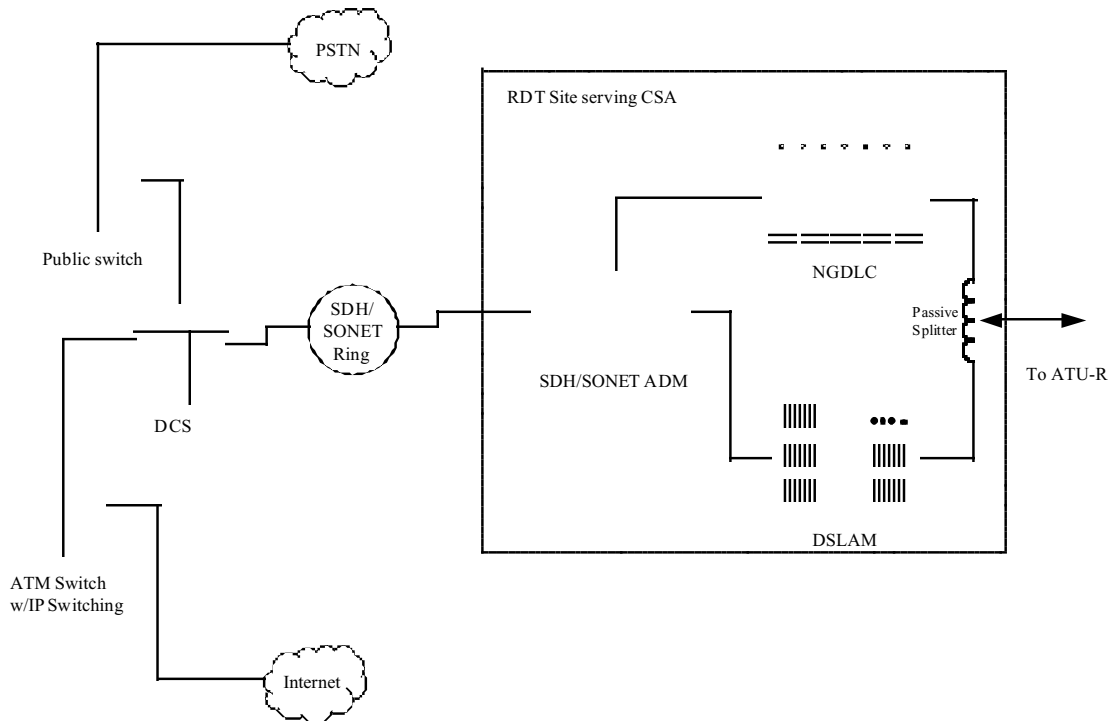 PSTN
RDT Site serving CSA
Public switch
NGDLC
SDH/
SONET
Ring
Passive
Splitter
SDH/SONET ADM
To ATU-R
DCS
DSLAM
ATM Switch
w/IP Switching
Internet